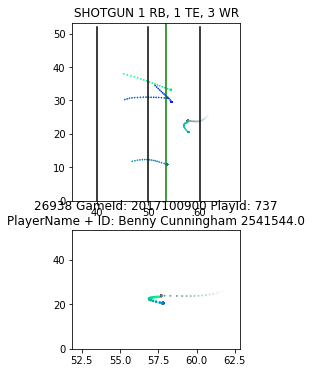 SHOTGUN 1 RB, 1 TE, 3 WR
50
40
30
20
10
0
40 50 60
26938 GameId: 2017100900 PlayId: 737
PlayerName + ID: Benny Cunningham 2541544.0
40
20
0
52.5 55.0 57.5 60.0 62.5